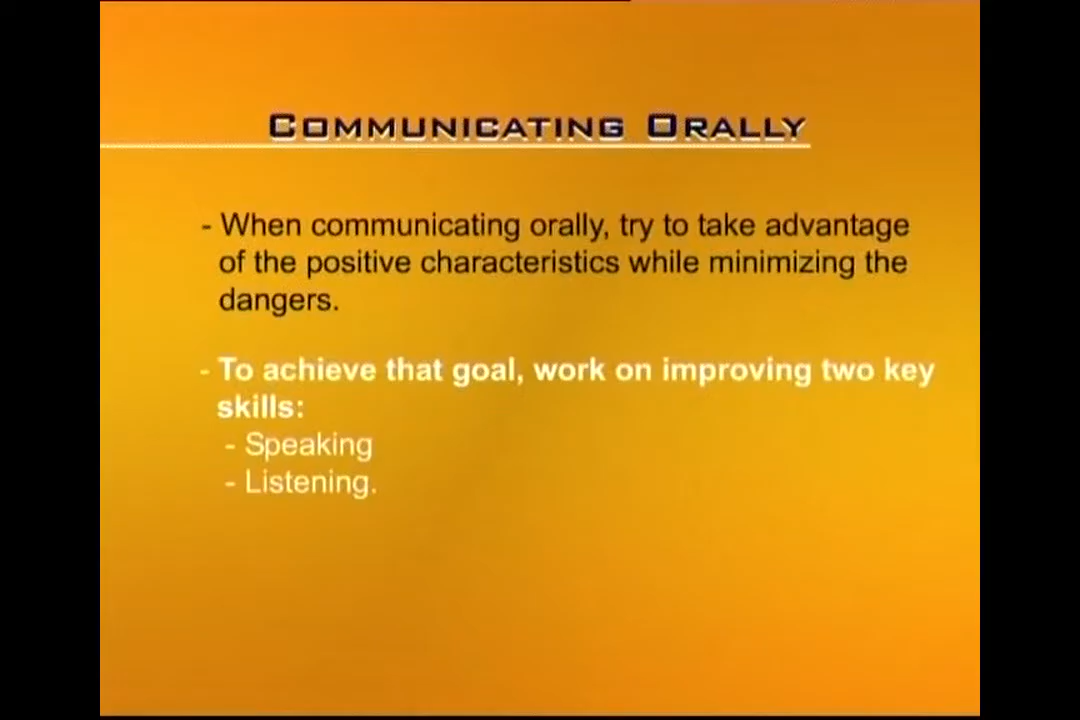 Communicating Orally
- When communicating orally, try to take advantage
of the positive characteristics while minimizing the
dangers.
- To achieve that goal, work on improving two key
skills:
- Speaking
- Listening.